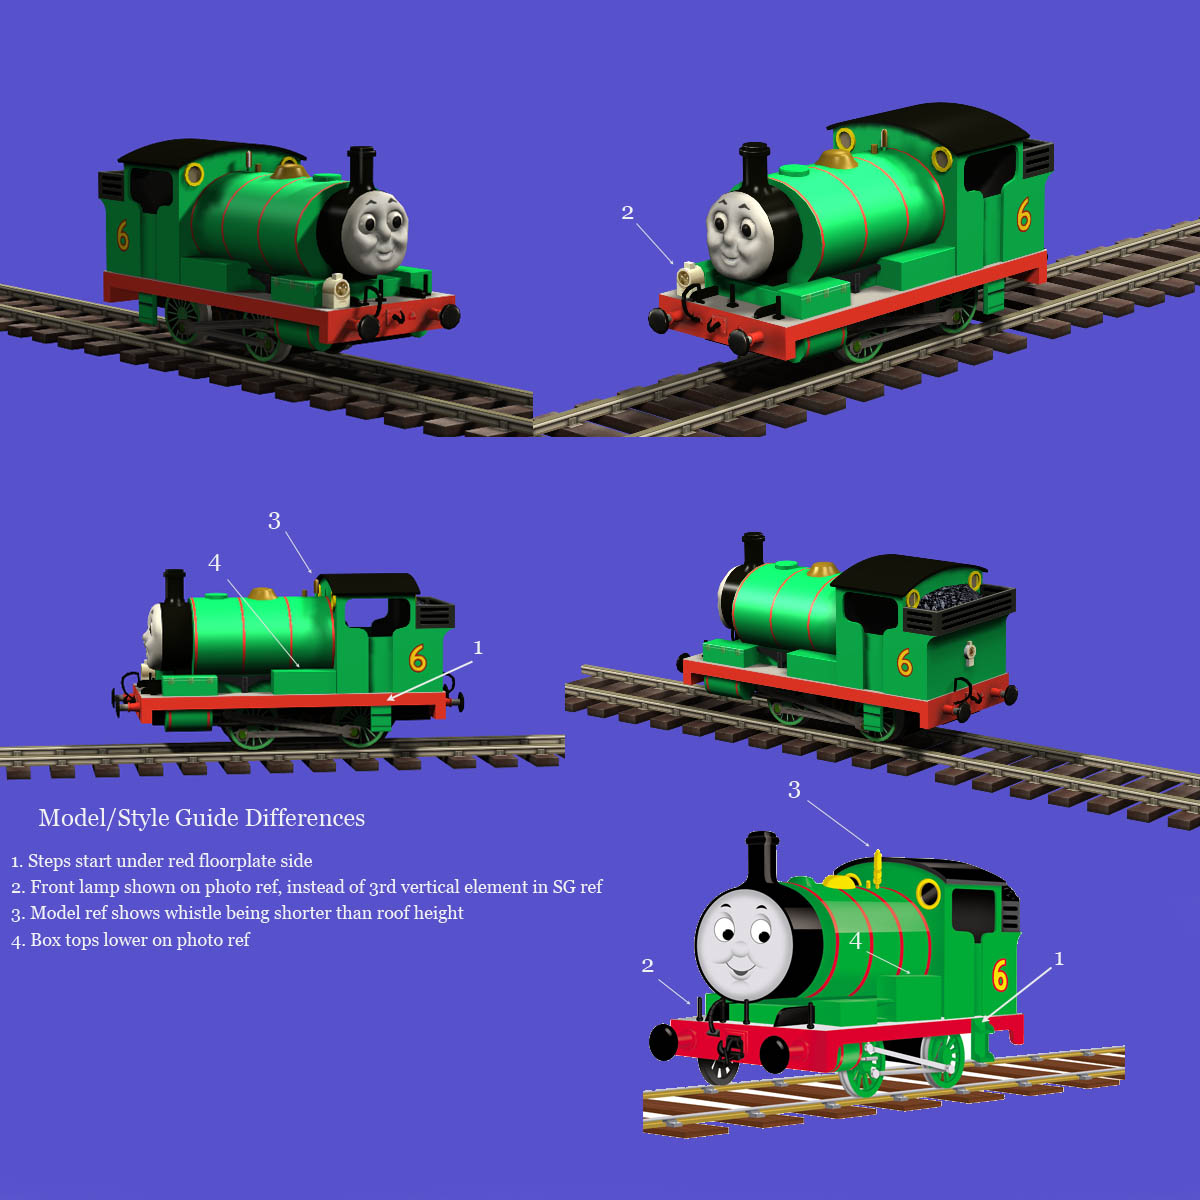 2
6
6
3
4
6
1
6
Model/Style Guide Differences
1. Steps start under red floorplate side
2. Front lamp shown on photo ref, instead of 3rd vertical element in SG ref
3. Model ref shows whistle being shorter than roof height
4. Box tops lower on photo ref
3
4
2
1
6